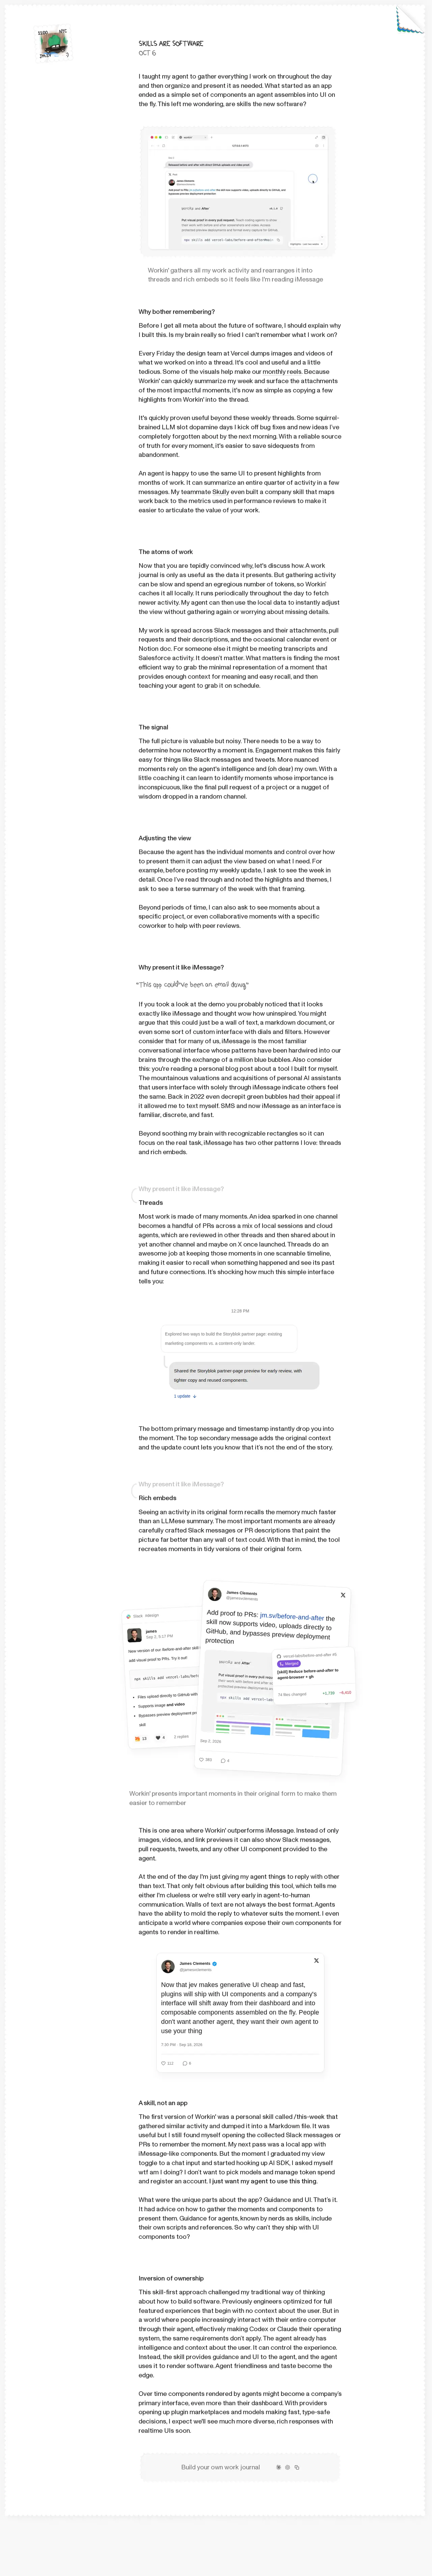 SKILLS ARE SOFTWARE
OCT 6
I taught my agent to gather everything I work on throughout the day
and then organize and present it as needed. What started as an app
ended as a simple set of components an agent assembles into UI on
the fly. This left me wondering, are skills the new software?
Workin' gathers all my work activity and rearranges it into
threads and rich embeds so it feels like I'm reading iMessage
Why bother remembering?
Before I get all meta about the future of software, I should explain why
I built this. Is my brain really so fried I can't remember what I work on?
Every Friday the design team at Vercel dumps images and videos of
what we worked on into a thread. It's cool and useful and a little
tedious. Some of the visuals help make our monthly reels. Because
Workin' can quickly summarize my week and surface the attachments
of the most impactful moments, it's now as simple as copying a few
highlights from Workin' into the thread.
It's quickly proven useful beyond these weekly threads. Some squirrel-
brained LLM slot dopamine days I kick off bug fixes and new ideas I've
completely forgotten about by the next morning. With a reliable source
of truth for every moment, it's easier to save sidequests from
abandonment.
An agent is happy to use the same UI to present highlights from
months of work. It can summarize an entire quarter of activity in a few
messages. My teammate Skully even built a company skill that maps
work back to the metrics used in performance reviews to make it
easier to articulate the value of your work.
The atoms of work
Now that you are tepidly convinced why, let's discuss how. A work
journal is only as useful as the data it presents. But gathering activity
can be slow and spend an egregious number of tokens, so Workin'
caches it all locally. It runs periodically throughout the day to fetch
newer activity. My agent can then use the local data to instantly adjust
the view without gathering again or worrying about missing details.
My work is spread across Slack messages and their attachments, pull
requests and their descriptions, and the occasional calendar event or
Notion doc. For someone else it might be meeting transcripts and
Salesforce activity. It doesn't matter. What matters is finding the most
efficient way to grab the minimal representation of a moment that
provides enough context for meaning and easy recall, and then
teaching your agent to grab it on schedule.
The signal
The full picture is valuable but noisy. There needs to be a way to
determine how noteworthy a moment is. Engagement makes this fairly
easy for things like Slack messages and tweets. More nuanced
moments rely on the agent's intelligence and (oh dear) my own. With a
little coaching it can learn to identify moments whose importance is
inconspicuous, like the final pull request of a project or a nugget of
wisdom dropped in a random channel.
Adjusting the view
Because the agent has the individual moments and control over how
to present them it can adjust the view based on what I need. For
example, before posting my weekly update, I ask to see the week in
detail. Once I've read through and noted the highlights and themes, I
ask to see a terse summary of the week with that framing.
Beyond periods of time, I can also ask to see moments about a
specific project, or even collaborative moments with a specific
coworker to help with peer reviews.
Why present it like iMessage?
"This app could've been an email dawg"
If you took a look at the demo you probably noticed that it looks
exactly like iMessage and thought wow how uninspired. You might
argue that this could just be a wall of text, a markdown document, or
even some sort of custom interface with dials and filters. However
consider that for many of us, iMessage is the most familiar
conversational interface whose patterns have been hardwired into our
brains through the exchange of a million blue bubbles. Also consider
this: you're reading a personal blog post about a tool I built for myself.
The mountainous valuations and acquisitions of personal AI assistants
that users interface with solely through iMessage indicate others feel
the same. Back in 2022 even decrepit green bubbles had their appeal if
it allowed me to text myself. SMS and now iMessage as an interface is
familiar, discrete, and fast.
Beyond soothing my brain with recognizable rectangles so it can
focus on the real task, iMessage has two other patterns I love: threads
and rich embeds.
Why present it like iMessage?
Threads
Most work is made of many moments. An idea sparked in one channel
becomes a handful of PRs across a mix of local sessions and cloud
agents, which are reviewed in other threads and then shared about in
yet another channel and maybe on X once launched. Threads do an
awesome job at keeping those moments in one scannable timeline,
making it easier to recall when something happened and see its past
and future connections. It's shocking how much this simple interface
tells you:
12:28 PM
Explored two ways to build the Storyblok partner page: existing
marketing components vs. a content-only lander.
Shared the Storyblok partner-page preview for early review, with
tighter copy and reused components.
1 update
The bottom primary message and timestamp instantly drop you into
the moment. The top secondary message adds the original context
and the update count lets you know that it's not the end of the story.
Why present it like iMessage?
Rich embeds
Seeing an activity in its original form recalls the memory much faster
than an LLMese summary. The most important moments are already
carefully crafted Slack messages or PR descriptions that paint the
picture far better than any wall of text could. With that in mind, the tool
recreates moments in tidy versions of their original form.
James Clements
@jamesvclements
Add proof to PRs: jm.sv/before-and-after the
skill now supports video, uploads directly to
GitHub, and bypasses preview deployment
protection
Workin' presents important moments in their original form to make them
easier to remember
This is one area where Workin' outperforms iMessage. Instead of only
images, videos, and link previews it can also show Slack messages,
pull requests, tweets, and any other UI component provided to the
agent.
At the end of the day I'm just giving my agent things to reply with other
than text. That only felt obvious after building this tool, which tells me
either I'm clueless or we're still very early in agent-to-human
communication. Walls of text are not always the best format. Agents
have the ability to mold the reply to whatever suits the moment. I even
anticipate a world where companies expose their own components for
agents to render in realtime.
James Clements
@jamesvclements
Now that jev makes generative UI cheap and fast,
plugins will ship with UI components and a company's
interface will shift away from their dashboard and into
composable components assembled on the fly. People
don't want another agent, they want their own agent to
use your thing
7:30 PM · Sep 16, 2026
112
6
A skill, not an app
The first version of Workin' was a personal skill called /this-week that
gathered similar activity and dumped it into a Markdown file. It was
useful but I still found myself opening the collected Slack messages or
PRs to remember the moment. My next pass was a local app with
iMessage-like components. But the moment I graduated my view
toggle to a chat input and started hooking up AI SDK, I asked myself
wtf am I doing? I don't want to pick models and manage token spend
and register an account. I just want my agent to use this thing.
What were the unique parts about the app? Guidance and UI. That's it.
It had advice on how to gather the moments and components to
present them. Guidance for agents, known by nerds as skills, include
their own scripts and references. So why can't they ship with UI
components too?
Inversion of ownership
This skill-first approach challenged my traditional way of thinking
about how to build software. Previously engineers optimized for full
featured experiences that begin with no context about the user. But in
a world where people increasingly interact with their entire computer
through their agent, effectively making Codex or Claude their operating
system, the same requirements don't apply. The agent already has
intelligence and context about the user. It can control the experience.
Instead, the skill provides guidance and UI to the agent, and the agent
uses it to render software. Agent friendliness and taste become the
edge.
Over time components rendered by agents might become a company's
primary interface, even more than their dashboard. With providers
opening up plugin marketplaces and models making fast, type-safe
decisions, I expect we'll see much more diverse, rich responses with
realtime UIs soon.
Build your own work journal